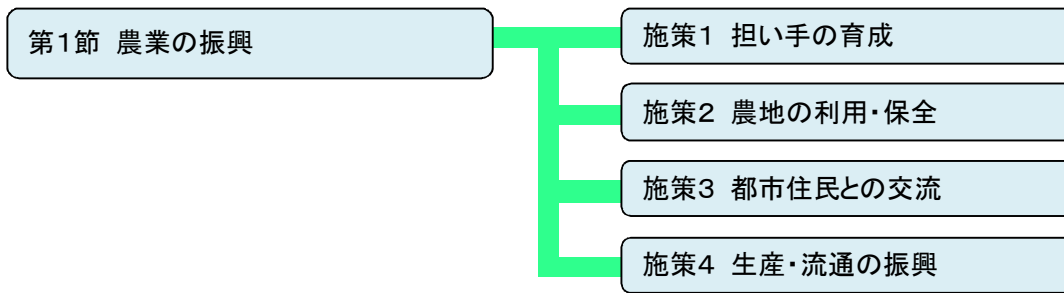 第1節 農業の振興
施策1 担い手の育成
施策2 農地の利用・保全
施策3 都市住民との交流
施策4 生産・流通の振興